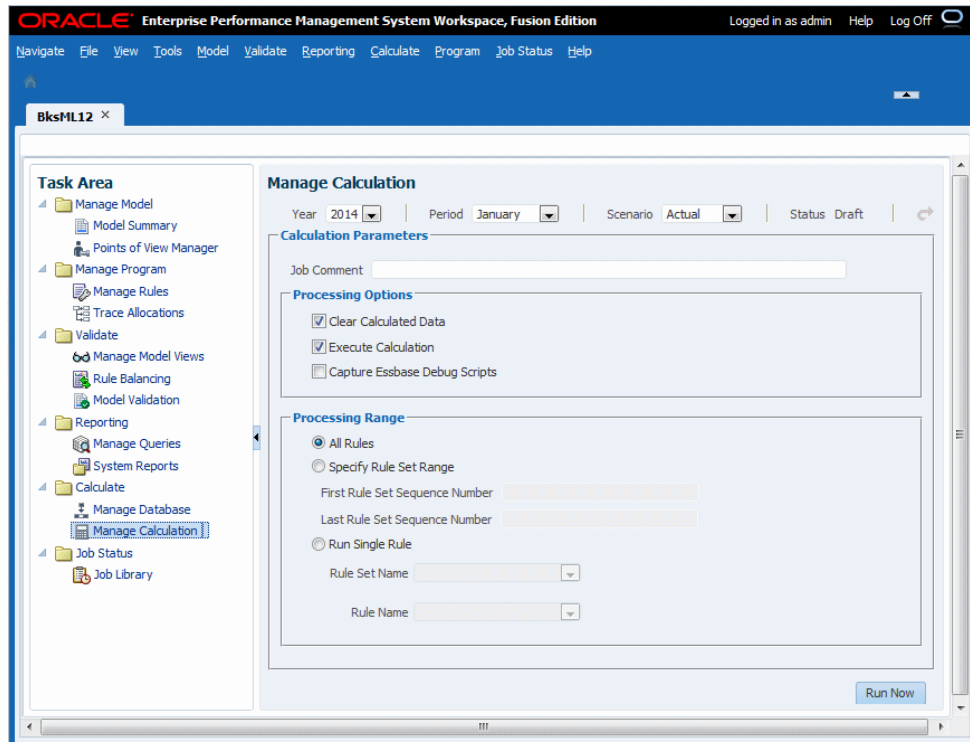 ORACLE Enterprise Performance Management System Workspace, Fusion Edition Logged in as admin Help Log Off
Navigate File View Tools Model Validate Reporting Calculate Program Job Status Help
BksML12 ×
Task Area
Manage Model
Model Summary
Points of View Manager
Manage Program
Manage Rules
Trace Allocations
Validate
Manage Model Views
Rule Balancing
Model Validation
Reporting
Manage Queries
System Reports
Calculate
Manage Database
Manage Calculation
Job Status
Job Library
Manage Calculation
Year 2014 Period January Scenario Actual Status Draft
Calculation Parameters
Job Comment
Processing Options
Clear Calculated Data
Execute Calculation
Capture Essbase Debug Scripts
Processing Range
All Rules
Specify Rule Set Range
First Rule Set Sequence Number
Last Rule Set Sequence Number
Run Single Rule
Rule Set Name
Rule Name
Run Now